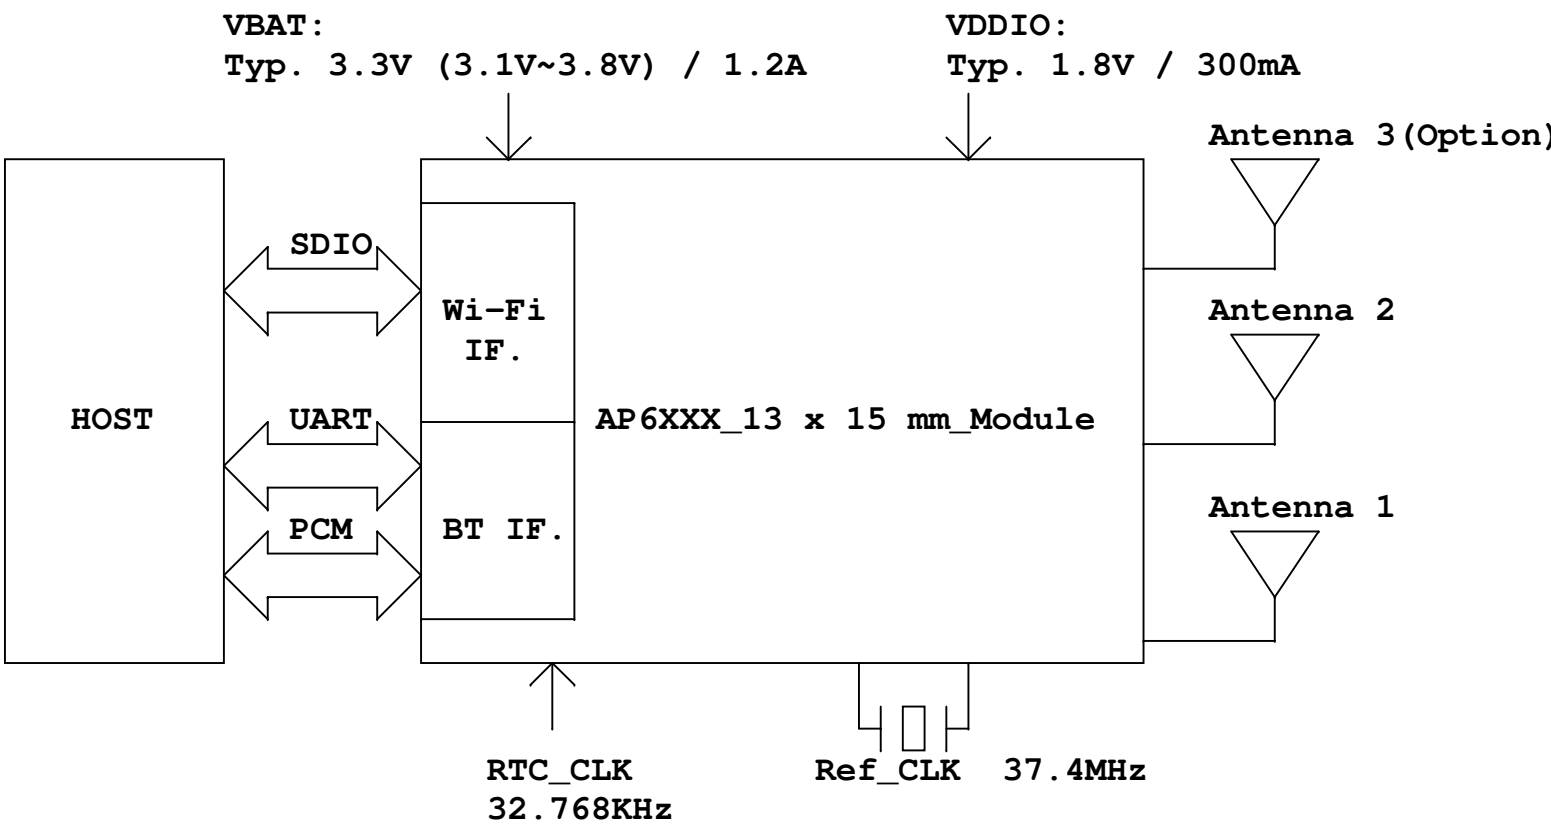 VBAT:
Typ. 3.3V (3.1V~3.8V) / 1.2A
VDDIO:
Typ. 1.8V / 300mA
Antenna 3(Option)
SDIO
Wi-Fi
IF.
Antenna 2
HOST
UART
AP6XXX_13 x 15 mm_Module
PCM
BT IF.
Antenna 1
RTC_CLK
32.768KHz
Ref_CLK 37.4MHz